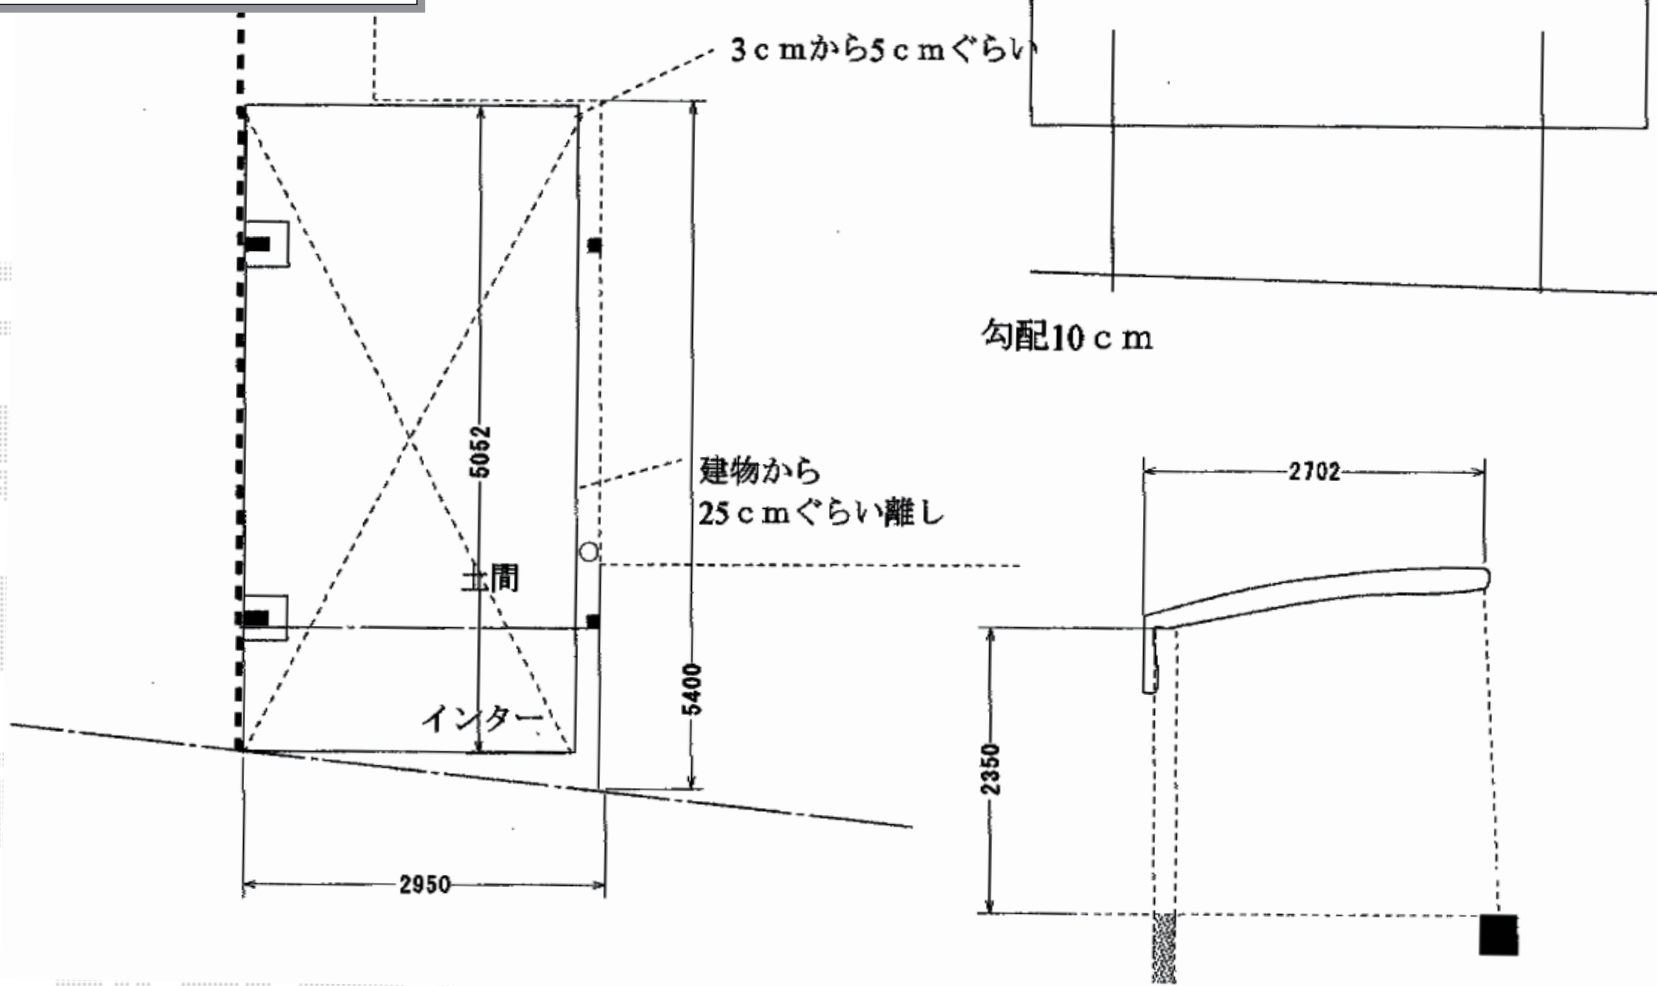 3ｃｍから5ｃｍぐらい
勾配10ｃｍ
5052
建物から
25ｃｍぐらい離し
土間
5400
インター
2950
2702
2350